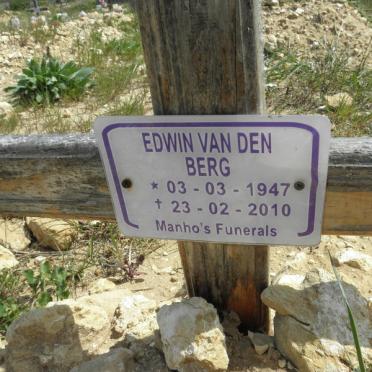 EDWIN VAN DEN
BERG
* 03 - 03 - 1947
† 23 - 02 - 2010
Manho's Funerals